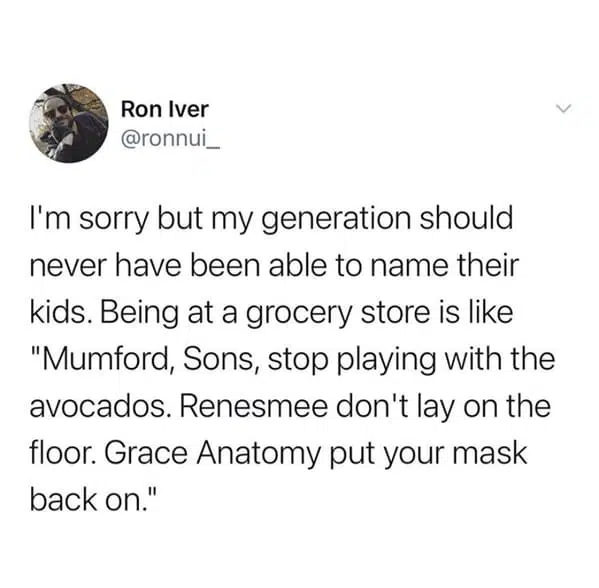 Ron Iver
@ronnui_
I'm sorry but my generation should
never have been able to name their
kids. Being at a grocery store is like
"Mumford, Sons, stop playing with the
avocados. Renesmee don't lay on the
floor. Grace Anatomy put your mask
back on."